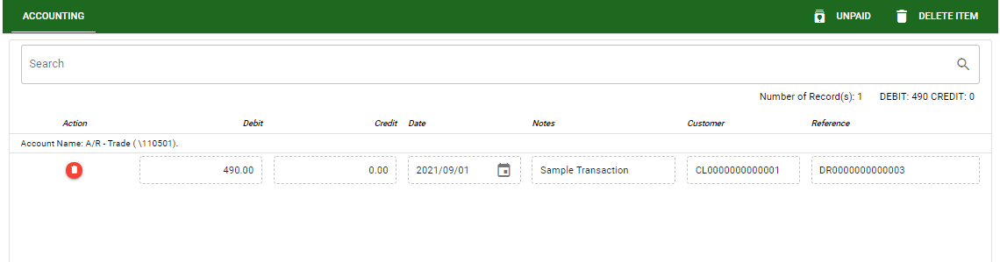 ACCOUNTING UNPAID DELETE ITEM
Search
Number of Record(s): 1 DEBIT: 490 CREDIT: 0
Action Debit Credit Date Notes Customer Reference
Account Name: A/R - Trade ( \110501).
490.00 0.00 2021/09/01 Sample Transaction CL0000000000001 DR0000000000003